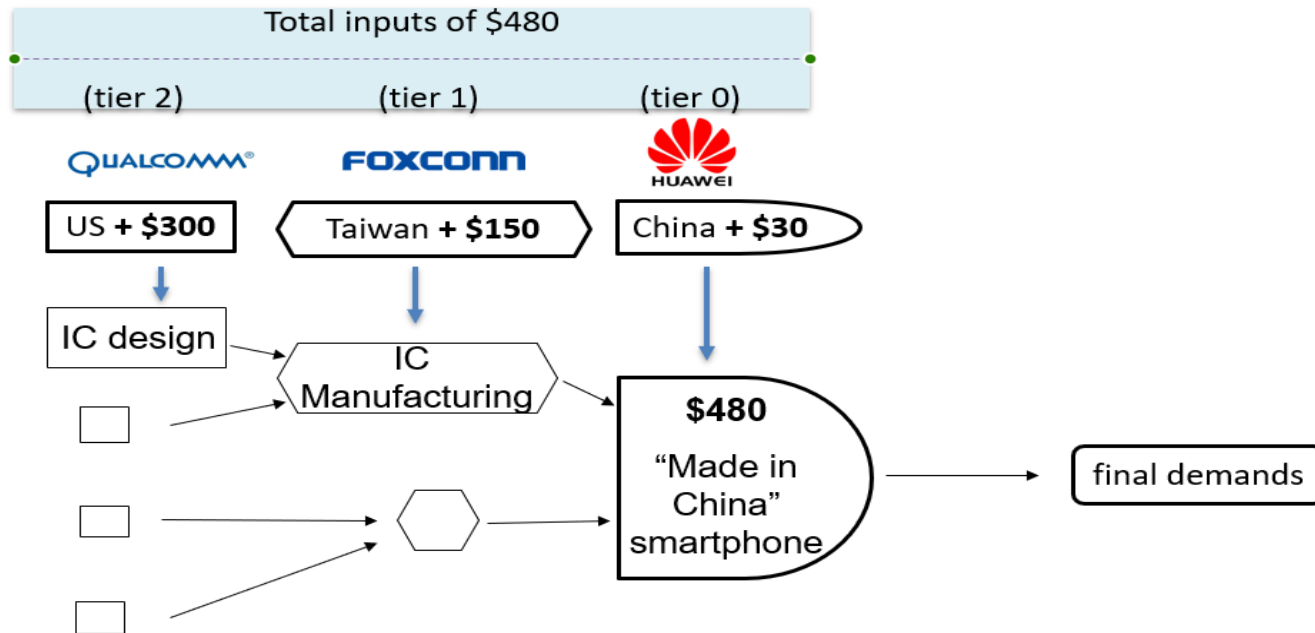 Total inputs of $480
(tier 2) (tier 1) (tier 0)
QUALCOMM® FOXCONN
HUAWEI
US + $300 Taiwan + $150 China + $30
IC design
IC
Manufacturing
$480
“Made in
China”
smartphone
final demands